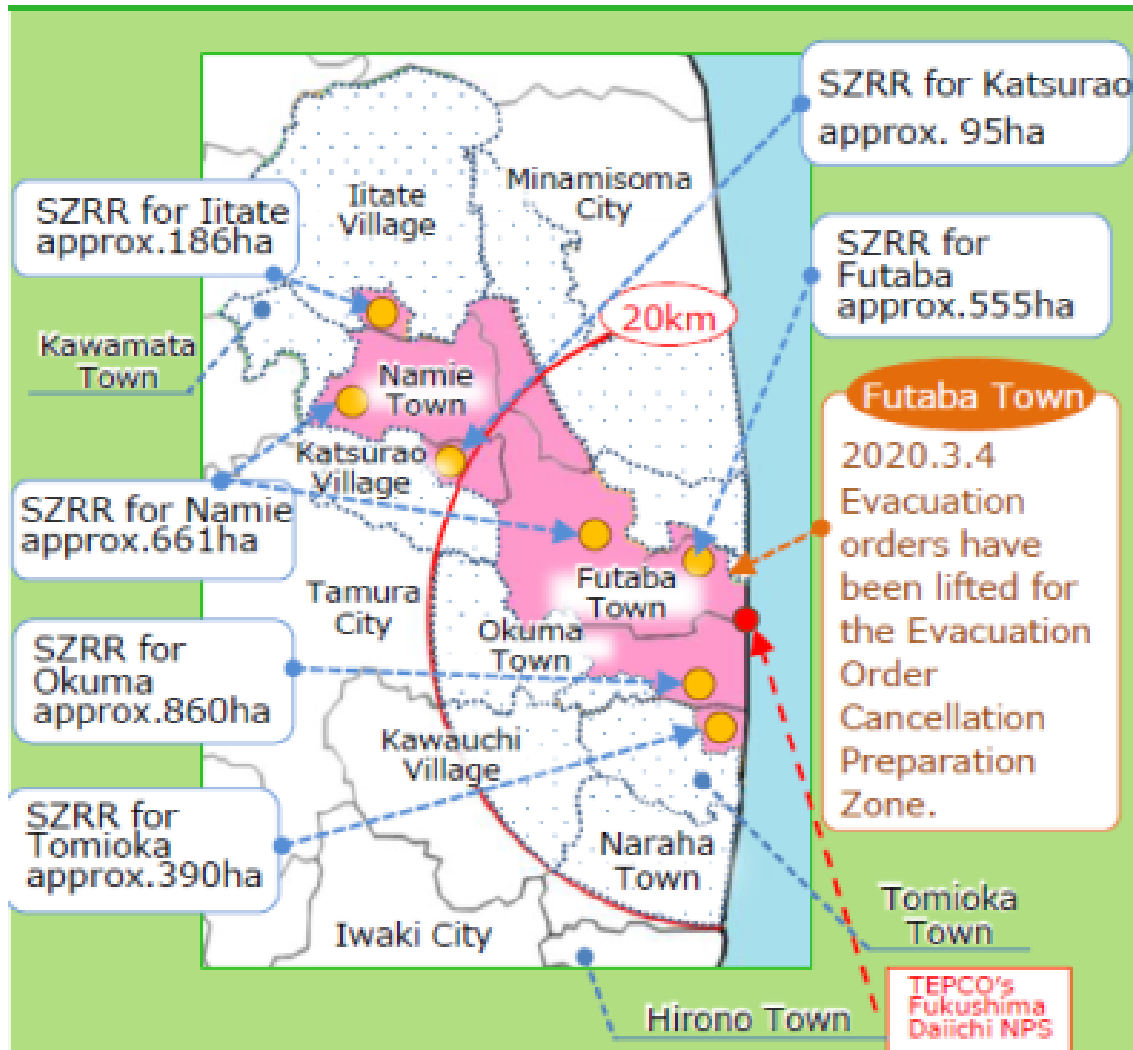 SZRR for Katsurao
approx. 95ha
SZRR for Iitate
approx.186ha
Iitate
Village
Minamisoma
City
SZRR for
Futaba
approx.555ha
20km
Kawamata
Town
Namie
Town
Futaba Town
2020.3.4
Evacuation
orders have
been lifted for
the Evacuation
Order
Cancellation
Preparation
Zone.
Katsurao
Village
SZRR for Namie
approx.661ha
Futaba
Town
Tamura
City
Okuma
Town
SZRR for
Okuma
approx.860ha
Kawauchi
Village
SZRR for
Tomioka
approx.390ha
Naraha
Town
Tomioka
Town
Iwaki City
Hirono Town
TEPCO's
Fukushima
Daiichi NPS